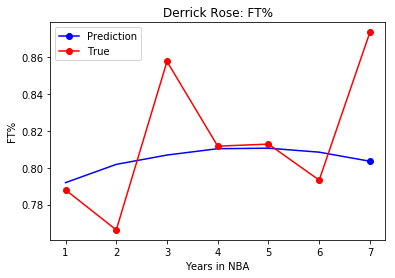 Derrick Rose: FT%
Prediction
True
FT%
0.86
0.84
0.82
0.80
0.78
1 2 3 4 5 6 7
Years in NBA